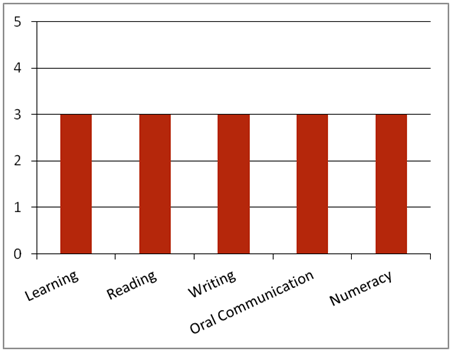 5
4
3
2
1
0
Learning
Reading
Writing
Oral Communication
Numeracy